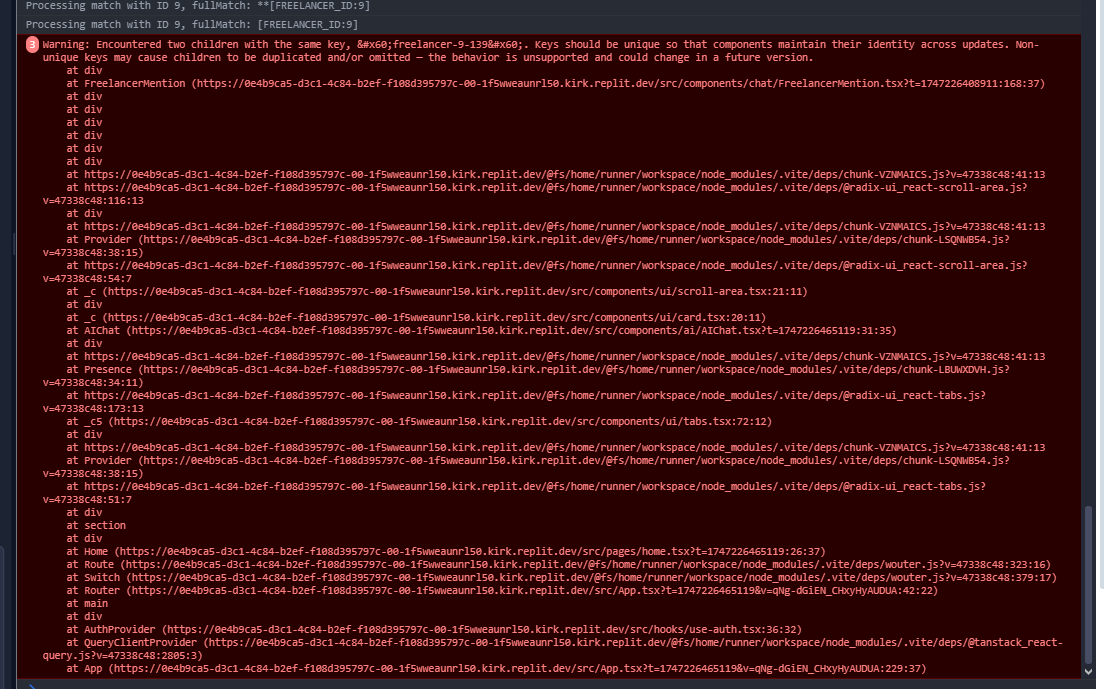 Processing match with ID 9, fullMatch: **[FREELANCER_ID:9]
Processing match with ID 9, fullMatch: [FREELANCER_ID:9]
3 Warning: Encountered two children with the same key, &#x60;freelancer-9-139&#x60;. Keys should be unique so that components maintain their identity across updates. Non-
unique keys may cause children to be duplicated and/or omitted — the behavior is unsupported and could change in a future version.
at div
at FreelancerMention (https://0e4b9ca5-d3c1-4c84-b2ef-f108d395797c-00-1f5wweaunrl50.kirk.replit.dev/src/components/chat/FreelancerMention.tsx?t=1747226408911:168:37)
at div
at div
at div
at div
at div
at div
at https://0e4b9ca5-d3c1-4c84-b2ef-f108d395797c-00-1f5wweaunrl50.kirk.replit.dev/@fs/home/runner/workspace/node_modules/.vite/deps/chunk-VZNMAICS.js?v=47338c48:41:13
at https://0e4b9ca5-d3c1-4c84-b2ef-f108d395797c-00-1f5wweaunrl50.kirk.replit.dev/@fs/home/runner/workspace/node_modules/.vite/deps/@radix-ui_react-scroll-area.js?
v=47338c48:116:13
at div
at https://0e4b9ca5-d3c1-4c84-b2ef-f108d395797c-00-1f5wweaunrl50.kirk.replit.dev/@fs/home/runner/workspace/node_modules/.vite/deps/chunk-VZNMAICS.js?v=47338c48:41:13
at Provider (https://0e4b9ca5-d3c1-4c84-b2ef-f108d395797c-00-1f5wweaunrl50.kirk.replit.dev/@fs/home/runner/workspace/node_modules/.vite/deps/chunk-LSQNWB54.js?
v=47338c48:38:15)
at https://0e4b9ca5-d3c1-4c84-b2ef-f108d395797c-00-1f5wweaunrl50.kirk.replit.dev/@fs/home/runner/workspace/node_modules/.vite/deps/@radix-ui_react-scroll-area.js?
v=47338c48:54:7
at _c (https://0e4b9ca5-d3c1-4c84-b2ef-f108d395797c-00-1f5wweaunrl50.kirk.replit.dev/src/components/ui/scroll-area.tsx:21:11)
at div
at _c (https://0e4b9ca5-d3c1-4c84-b2ef-f108d395797c-00-1f5wweaunrl50.kirk.replit.dev/src/components/ui/card.tsx:20:11)
at AIChat (https://0e4b9ca5-d3c1-4c84-b2ef-f108d395797c-00-1f5wweaunrl50.kirk.replit.dev/src/components/ai/AIChat.tsx?t=1747226465119:31:35)
at div
at https://0e4b9ca5-d3c1-4c84-b2ef-f108d395797c-00-1f5wweaunrl50.kirk.replit.dev/@fs/home/runner/workspace/node_modules/.vite/deps/chunk-VZNMAICS.js?v=47338c48:41:13
at Presence (https://0e4b9ca5-d3c1-4c84-b2ef-f108d395797c-00-1f5wweaunrl50.kirk.replit.dev/@fs/home/runner/workspace/node_modules/.vite/deps/chunk-LBUWXDVH.js?
v=47338c48:34:11)
at https://0e4b9ca5-d3c1-4c84-b2ef-f108d395797c-00-1f5wweaunrl50.kirk.replit.dev/@fs/home/runner/workspace/node_modules/.vite/deps/@radix-ui_react-tabs.js?
v=47338c48:173:13
at _c5 (https://0e4b9ca5-d3c1-4c84-b2ef-f108d395797c-00-1f5wweaunrl50.kirk.replit.dev/src/components/ui/tabs.tsx:72:12)
at div
at https://0e4b9ca5-d3c1-4c84-b2ef-f108d395797c-00-1f5wweaunrl50.kirk.replit.dev/@fs/home/runner/workspace/node_modules/.vite/deps/chunk-VZNMAICS.js?v=47338c48:41:13
at Provider (https://0e4b9ca5-d3c1-4c84-b2ef-f108d395797c-00-1f5wweaunrl50.kirk.replit.dev/@fs/home/runner/workspace/node_modules/.vite/deps/chunk-LSQNWB54.js?
v=47338c48:38:15)
at https://0e4b9ca5-d3c1-4c84-b2ef-f108d395797c-00-1f5wweaunrl50.kirk.replit.dev/@fs/home/runner/workspace/node_modules/.vite/deps/@radix-ui_react-tabs.js?
v=47338c48:51:7
at div
at section
at div
at Home (https://0e4b9ca5-d3c1-4c84-b2ef-f108d395797c-00-1f5wweaunrl50.kirk.replit.dev/src/pages/home.tsx?t=1747226465119:26:37)
at Route (https://0e4b9ca5-d3c1-4c84-b2ef-f108d395797c-00-1f5wweaunrl50.kirk.replit.dev/@fs/home/runner/workspace/node_modules/.vite/deps/wouter.js?v=47338c48:323:16)
at Switch (https://0e4b9ca5-d3c1-4c84-b2ef-f108d395797c-00-1f5wweaunrl50.kirk.replit.dev/@fs/home/runner/workspace/node_modules/.vite/deps/wouter.js?v=47338c48:379:17)
at Router (https://0e4b9ca5-d3c1-4c84-b2ef-f108d395797c-00-1f5wweaunrl50.kirk.replit.dev/src/App.tsx?t=1747226465119&v=qNg-dGiEN_CHxyHyAUDUA:42:22)
at main
at div
at AuthProvider (https://0e4b9ca5-d3c1-4c84-b2ef-f108d395797c-00-1f5wweaunrl50.kirk.replit.dev/src/hooks/use-auth.tsx:36:32)
at QueryClientProvider (https://0e4b9ca5-d3c1-4c84-b2ef-f108d395797c-00-1f5wweaunrl50.kirk.replit.dev/@fs/home/runner/workspace/node_modules/.vite/deps/@tanstack_react-
query.js?v=47338c48:2805:3)
at App (https://0e4b9ca5-d3c1-4c84-b2ef-f108d395797c-00-1f5wweaunrl50.kirk.replit.dev/src/App.tsx?t=1747226465119&v=qNg-dGiEN_CHxyHyAUDUA:229:37)